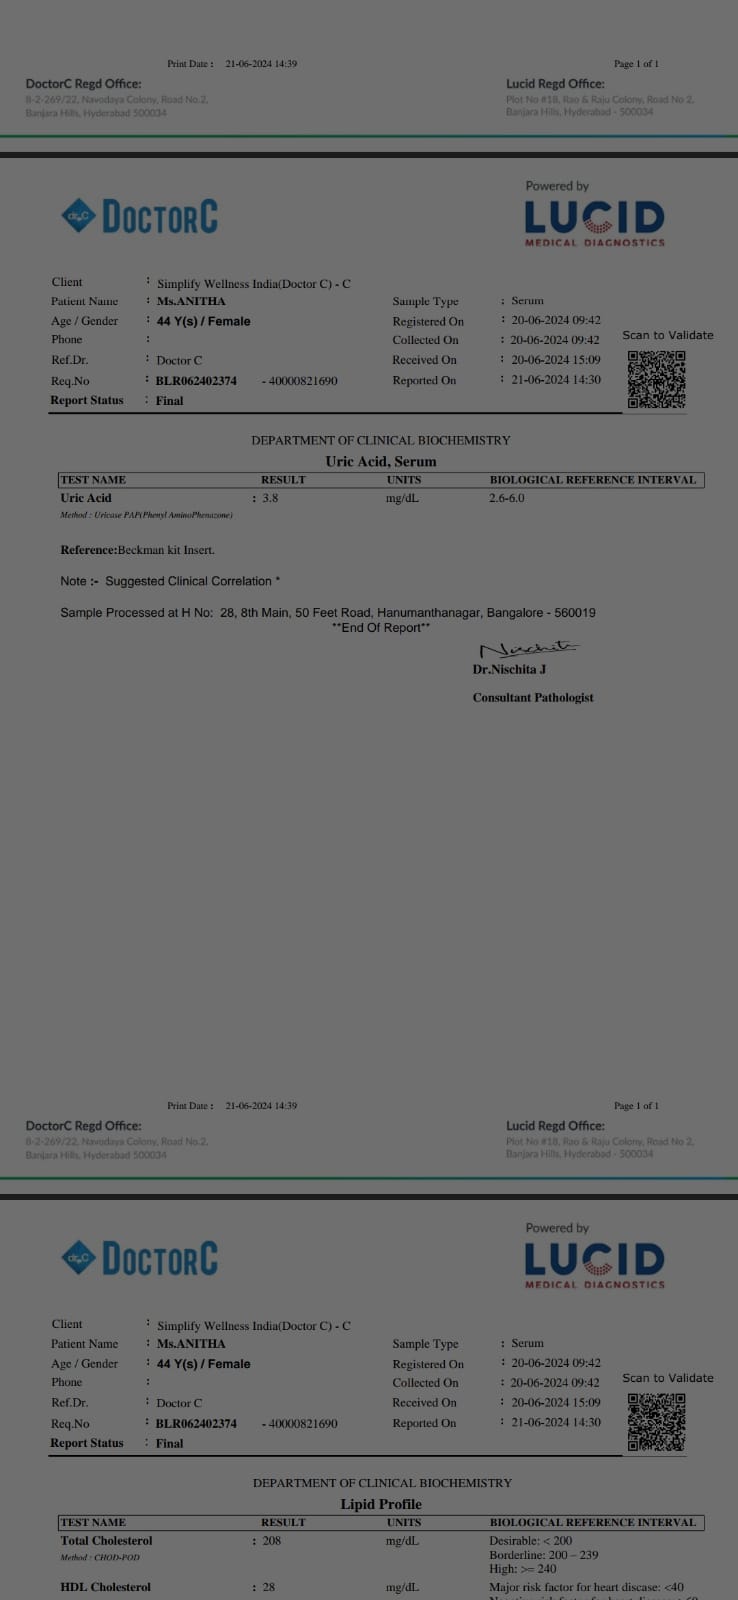 Print Date : 21-06-2024 14:39 Page 1 of 1
DoctorC Regd Office: Lucid Regd Office:
8-2-269/22, Navodaya Colony, Road No.2, Plot No #18, Rao & Raju Colony, Road No 2,
Banjara Hills, Hyderabad 500034 Banjara Hills, Hyderabad - 500034
Powered by
dr.C DOCTORC LUCID
MEDICAL DIAGNOSTICS
Client : Simplify Wellness India(Doctor C) - C
Patient Name : Ms.ANITHA Sample Type : Serum
Age / Gender : 44 Y(s) / Female Registered On : 20-06-2024 09:42
Phone : Collected On : 20-06-2024 09:42 Scan to Validate
Ref.Dr. : Doctor C Received On : 20-06-2024 15:09
Req.No : BLR062402374 - 40000821690 Reported On : 21-06-2024 14:30
Report Status : Final
DEPARTMENT OF CLINICAL BIOCHEMISTRY
Uric Acid, Serum
TEST NAME RESULT UNITS BIOLOGICAL REFERENCE INTERVAL
Uric Acid : 3.8 mg/dL 2.6-6.0
Method : Uricase PAP(Phenyl AminoPhenazone)
Reference:Beckman kit Insert.
Note :- Suggested Clinical Correlation *
Sample Processed at H No: 28, 8th Main, 50 Feet Road, Hanumanthanagar, Bangalore - 560019
**End Of Report**
Nischita
Dr.Nischita J
Consultant Pathologist
Print Date : 21-06-2024 14:39 Page 1 of 1
DoctorC Regd Office: Lucid Regd Office:
8-2-269/22, Navodaya Colony, Road No.2, Plot No #18, Rao & Raju Colony, Road No 2,
Banjara Hills, Hyderabad 500034 Banjara Hills, Hyderabad - 500034
Powered by
dr.C DOCTORC LUCID
MEDICAL DIAGNOSTICS
Client : Simplify Wellness India(Doctor C) - C
Patient Name : Ms.ANITHA Sample Type : Serum
Age / Gender : 44 Y(s) / Female Registered On : 20-06-2024 09:42
Phone : Collected On : 20-06-2024 09:42 Scan to Validate
Ref.Dr. : Doctor C Received On : 20-06-2024 15:09
Req.No : BLR062402374 - 40000821690 Reported On : 21-06-2024 14:30
Report Status : Final
DEPARTMENT OF CLINICAL BIOCHEMISTRY
Lipid Profile
TEST NAME RESULT UNITS BIOLOGICAL REFERENCE INTERVAL
Total Cholesterol : 208 mg/dL Desirable: < 200
Method : CHOD-POD Borderline: 200 – 239
High: >= 240
HDL Cholesterol : 28 mg/dL Major risk factor for heart disease: <40